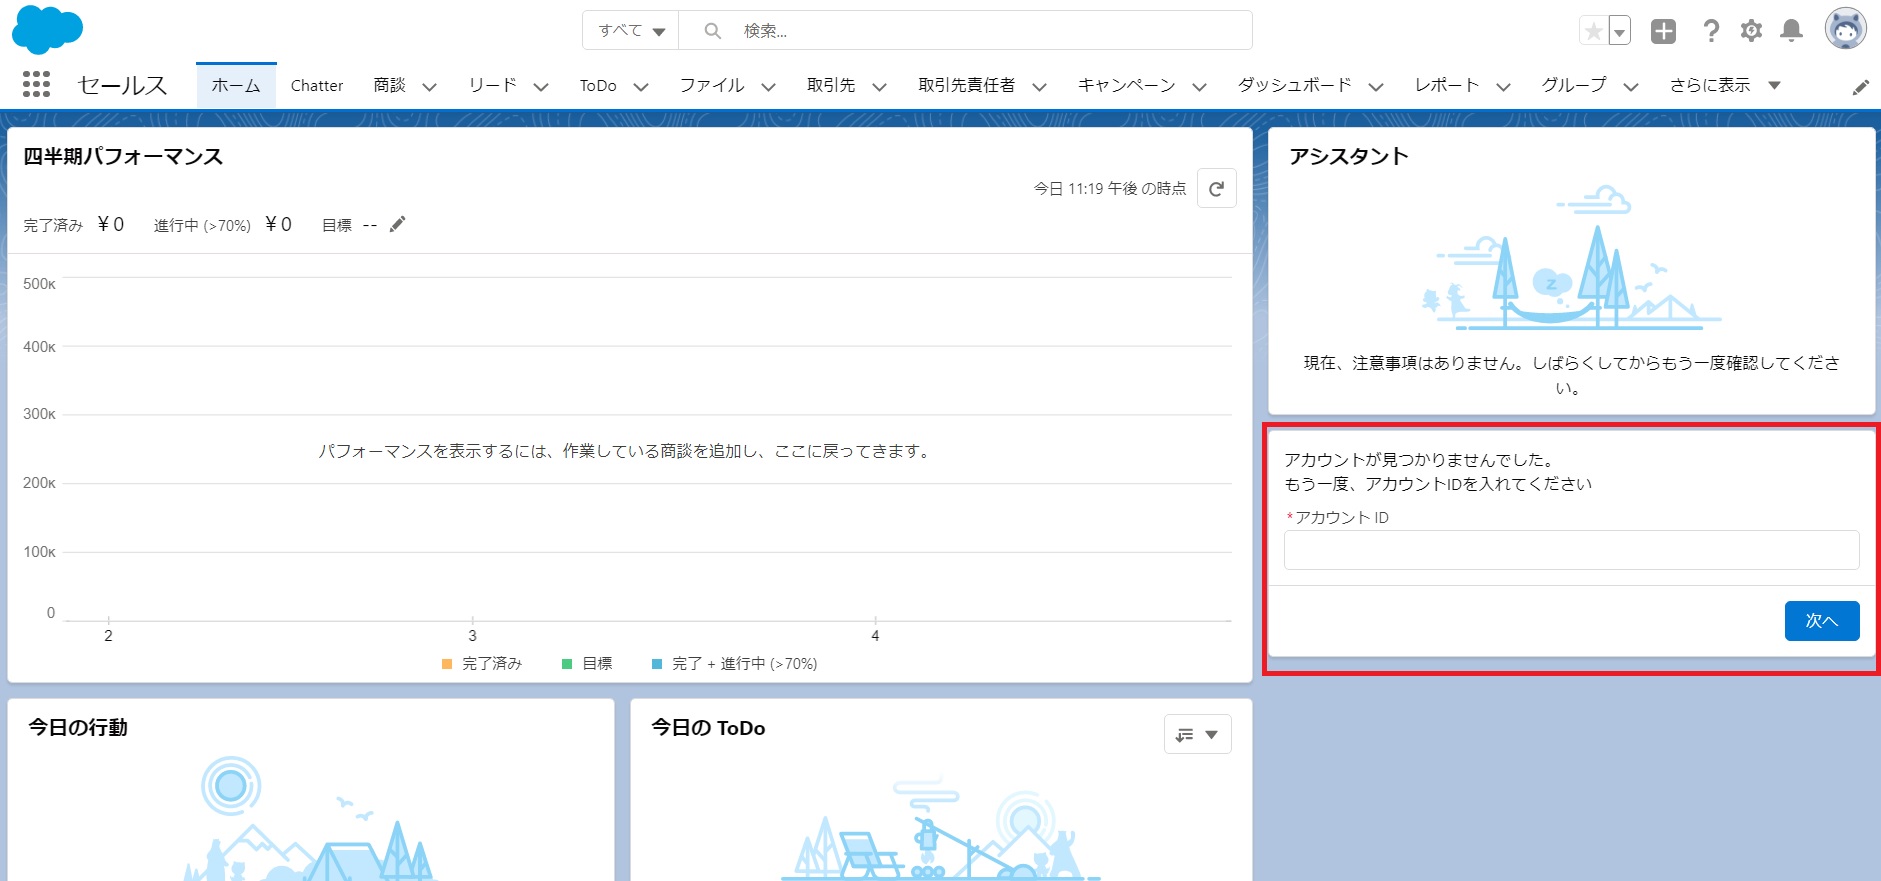 すべて
検索...
セールス
ホーム
Chatter
商談
リード
ToDo
ファイル
取引先
取引先責任者
キャンペーン
ダッシュボード
レポート
グループ
さらに表示
四半期パフォーマンス
今日 11:19 午後 の時点
完了済み ¥0 進行中 (>70%) ¥0 目標 --
500K
400K
300K
200K
100K
0
パフォーマンスを表示するには、作業している商談を追加し、ここに戻ってきます。
2 3 4
完了済み 目標 完了 + 進行中 (>70%)
アシスタント
z
現在、注意事項はありません。しばらくしてからもう一度確認してくださ
い。
アカウントが見つかりませんでした。
もう一度、アカウントIDを入れてください
*アカウント ID
次へ
今日の行動
今日の ToDo